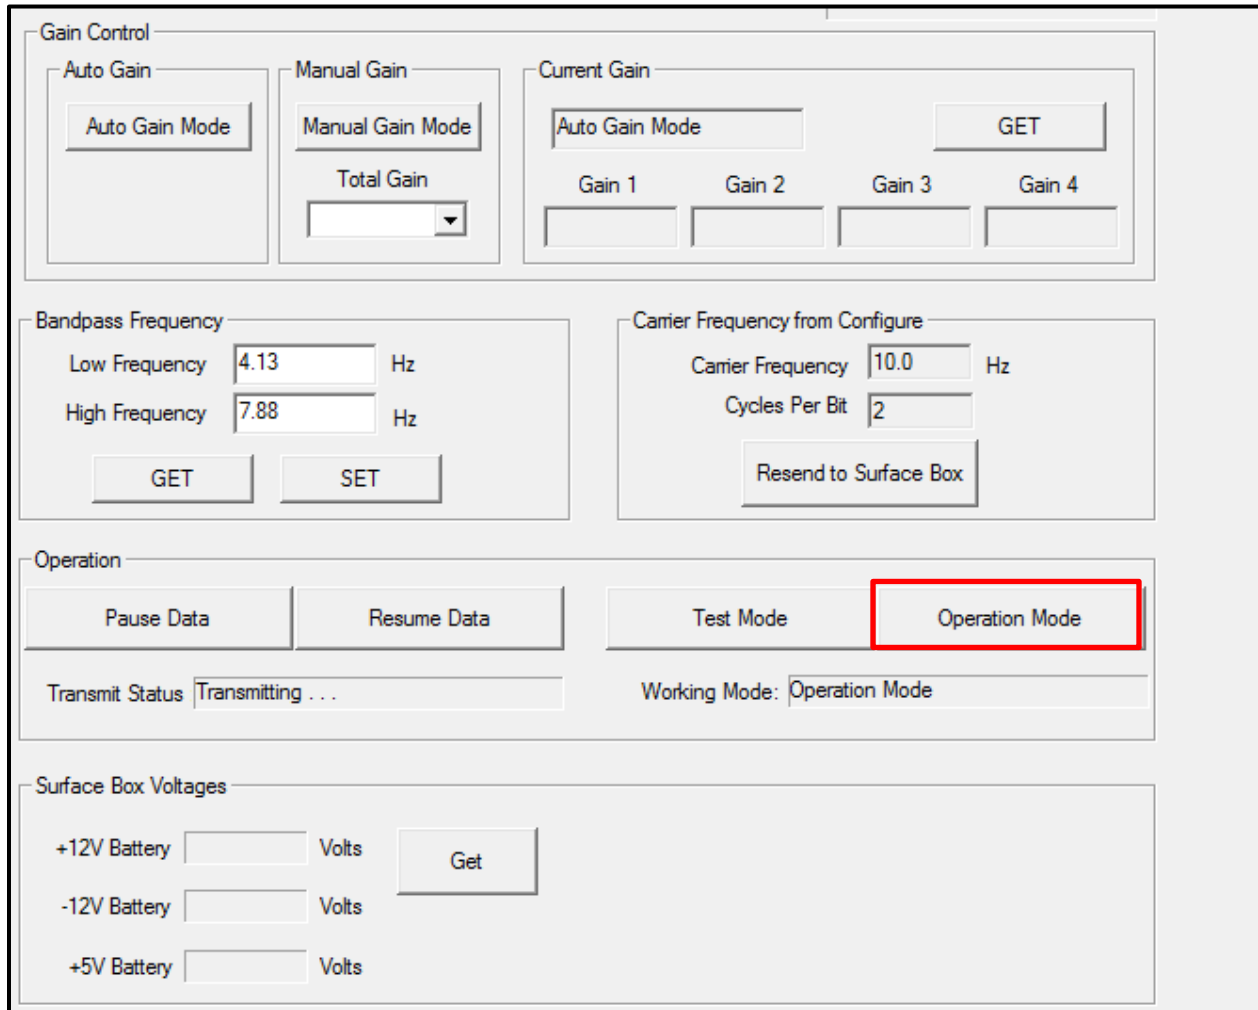 Gain Control
Auto Gain
Manual Gain
Current Gain
Auto Gain Mode
Manual Gain Mode
Auto Gain Mode
GET
Total Gain
Gain 1
Gain 2
Gain 3
Gain 4
Bandpass Frequency
Low Frequency 4.13 Hz
High Frequency 7.88 Hz
GET
SET
Carrier Frequency from Configure
Carrier Frequency 10.0 Hz
Cycles Per Bit 2
Resend to Surface Box
Operation
Pause Data
Resume Data
Test Mode
Operation Mode
Transmit Status Transmitting . . .
Working Mode: Operation Mode
Surface Box Voltages
+12V Battery Volts
Get
-12V Battery Volts
+5V Battery Volts